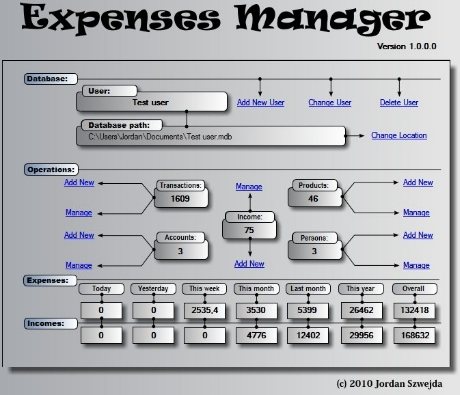 Expenses Manager
Version 1.0.0.0
Database:
User:
Test user
Add New User Change User Delete User
Database path:
C:\Users\Jordan\Documents\Test user.mdb
Change Location
Operations:
Add New Transactions: Manage Products: Add New
1609 46
Manage Income: Manage
75
Add New Accounts: Persons: Add New
3 3
Manage Add New Manage
Expenses:
Today Yesterday This week This month Last month This year Overall
0 0 2535,4 3530 5399 26462 132418
Incomes:
0 0 0 4776 12402 29956 168632
(c) 2010 Jordan Szwejda